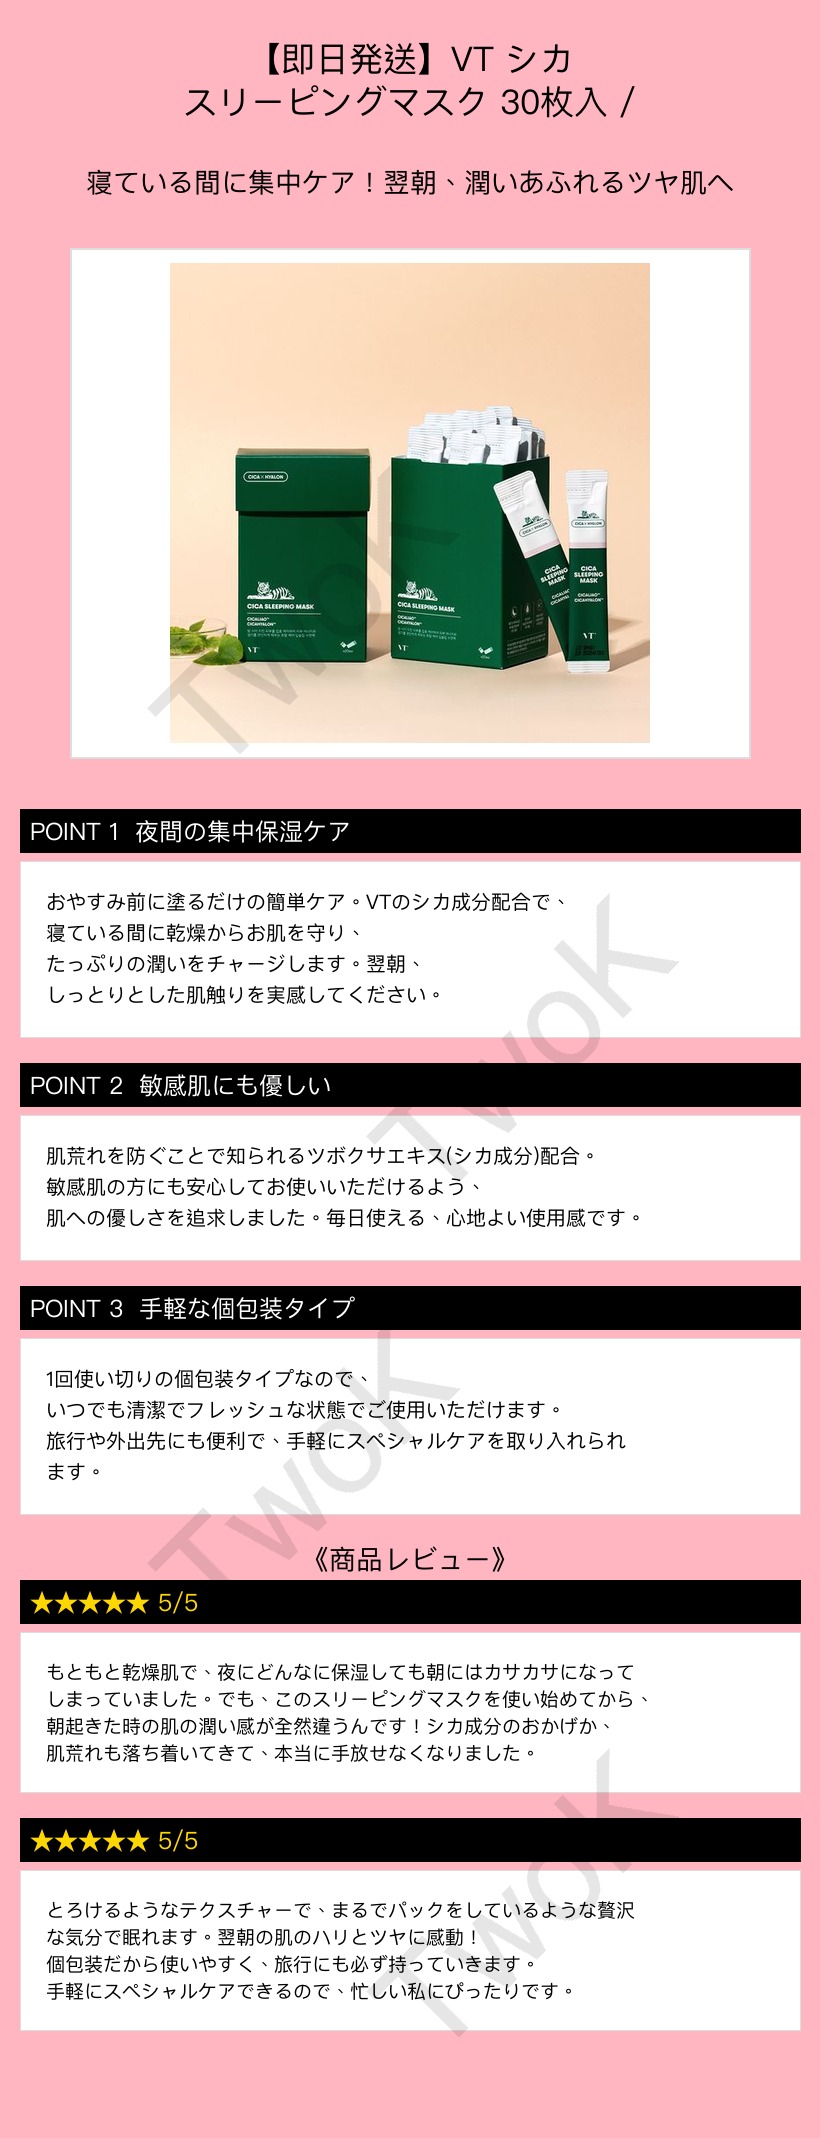 【即日発送】VT シカ
スリーピングマスク 30枚入 /
寝ている間に集中ケア！翌朝、潤いあふれるツヤ肌へ
CICA × HYALON
CICA SLEEPING MASK
CICALIAO™
CICAHYALON™
VT
CICA SLEEPING MASK
CICALIAO™
CICAHYALON™
VT
CICA × HYALON
CICA
SLEEPING
MASK
CICALIAO™
CICAHYALON™
CICA × HYALON
CICA
SLEEPING
MASK
CICALIAO™
CICAHYALON™
VT
TwoK
POINT 1 夜間の集中保湿ケア
おやすみ前に塗るだけの簡単ケア。VTのシカ成分配合で、
寝ている間に乾燥からお肌を守り、
たっぷりの潤いをチャージします。翌朝、
しっとりとした肌触りを実感してください。
TwoK
POINT 2 敏感肌にも優しい
肌荒れを防ぐことで知られるツボクサエキス(シカ成分)配合。
敏感肌の方にも安心してお使いいただけるよう、
肌への優しさを追求しました。毎日使える、心地よい使用感です。
POINT 3 手軽な個包装タイプ
1回使い切りの個包装タイプなので、
いつでも清潔でフレッシュな状態でご使用いただけます。
旅行や外出先にも便利で、手軽にスペシャルケアを取り入れられ
ます。
TwoK
《商品レビュー》
★★★★★ 5/5
もともと乾燥肌で、夜にどんなに保湿しても朝にはカサカサになって
しまっていました。でも、このスリーピングマスクを使い始めてから、
朝起きた時の肌の潤い感が全然違うんです！シカ成分のおかげか、
肌荒れも落ち着いてきて、本当に手放せなくなりました。
★★★★★ 5/5
とろけるようなテクスチャーで、まるでパックをしているような贅沢
な気分で眠れます。翌朝の肌のハリとツヤに感動！
個包装だから使いやすく、旅行にも必ず持っていきます。
手軽にスペシャルケアできるので、忙しい私にぴったりです。
TwoK